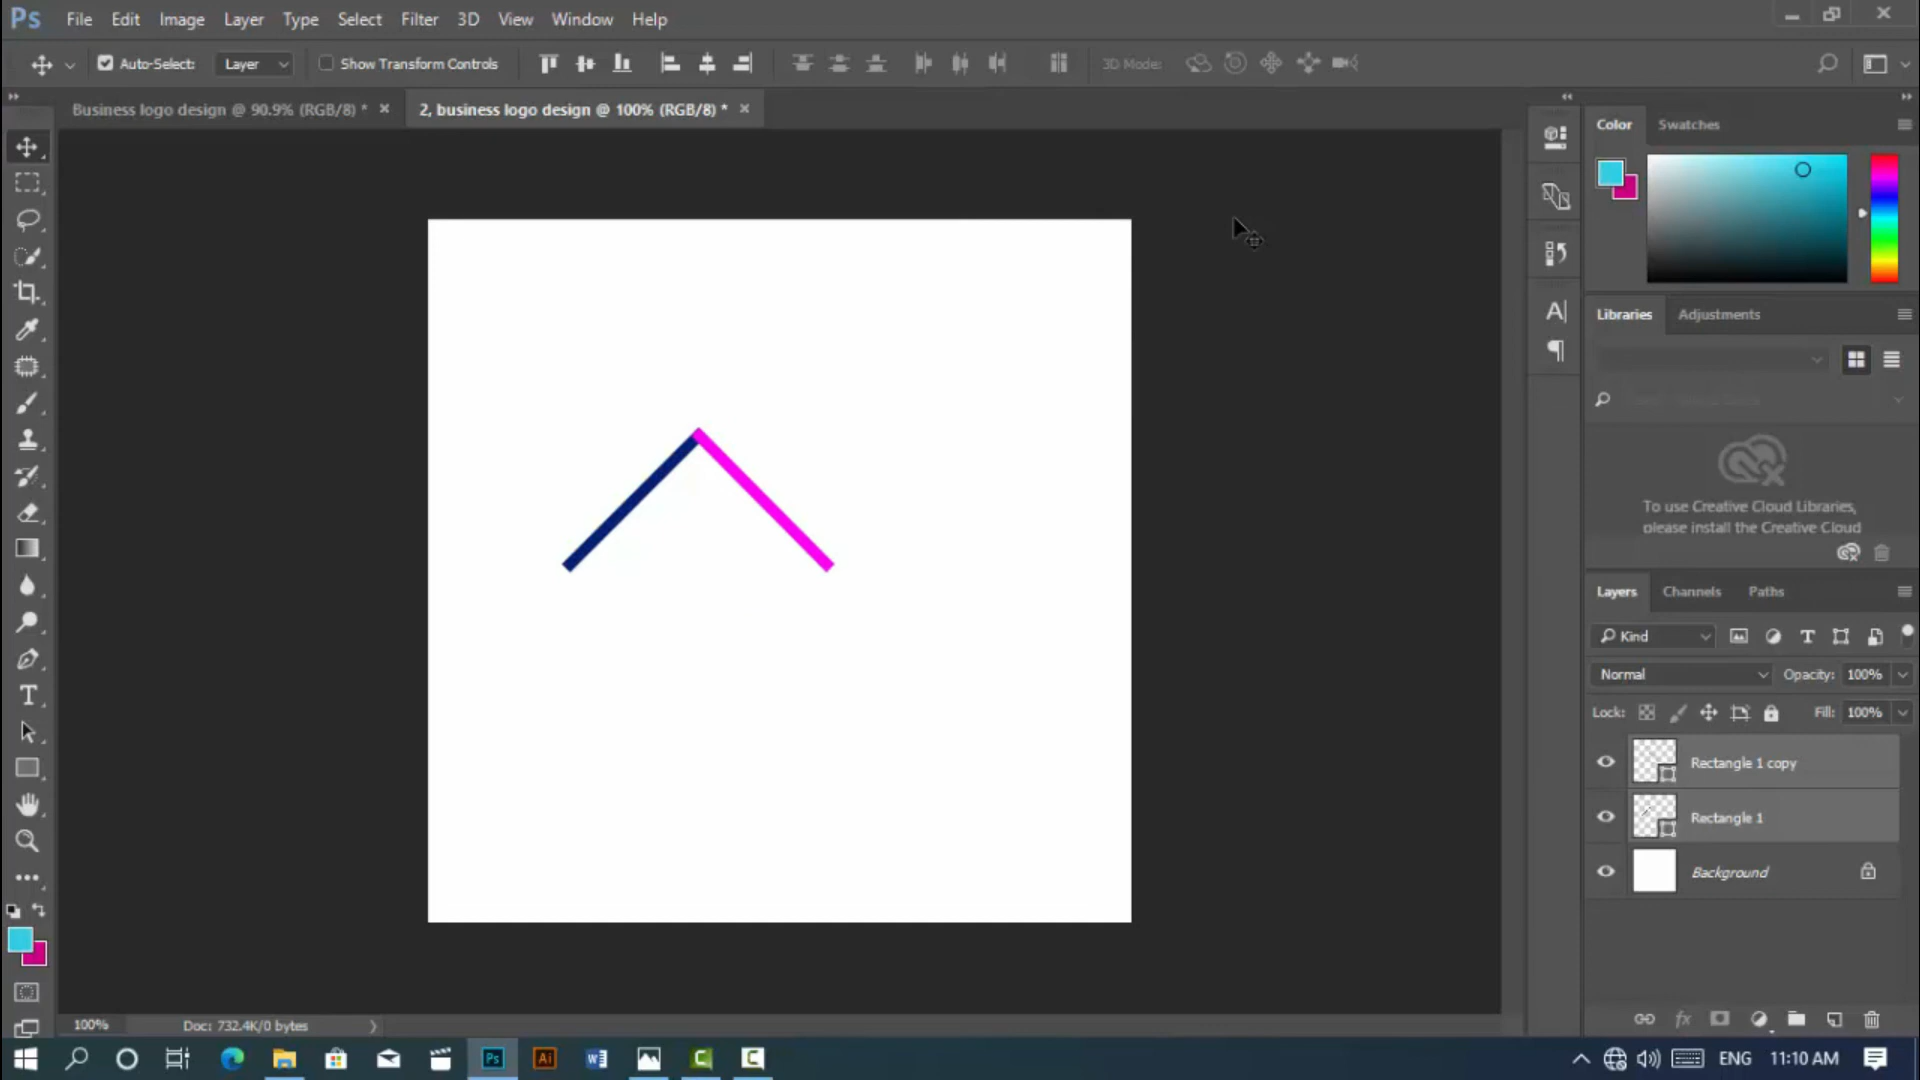 Ps File Edit Image Layer Type Select Filter 3D View Window Help
Auto-Select: Layer Show Transform Controls 3D Mode:
Business logo design @ 90.9% (RGB/8) * × 2, business logo design @ 100% (RGB/8) * ×
Color Swatches
Libraries Adjustments
To use Creative Cloud Libraries,
please install the Creative Cloud
Layers Channels Paths
Kind
Normal Opacity: 100%
Lock: Fill: 100%
Rectangle 1 copy
Rectangle 1
Background
100% Doc: 732.4K/0 bytes
ENG 11:10 AM